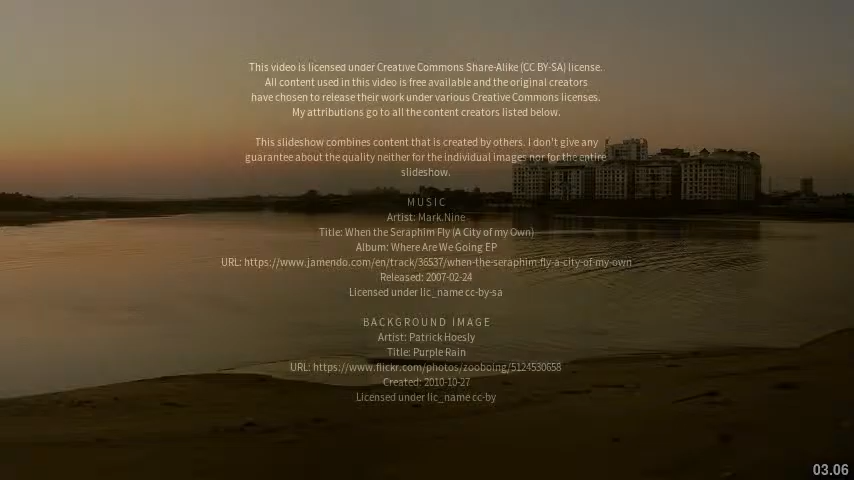 This video is licensed under Creative Commons Share-Alike (CC BY-SA) license.
All content used in this video is free available and the original creators
have chosen to release their work under various Creative Commons licenses.
My attributions go to all the content creators listed below.
This slideshow combines content that is created by others. I don't give any
guarantee about the quality neither for the individual images nor for the entire
slideshow.
MUSIC
Artist: Mark.Nine
Title: When the Seraphim Fly (A City of my Own)
Album: Where Are We Going EP
URL: https://www.jamendo.com/en/track/36537/when-the-seraphim-fly-a-city-of-my-own
Released: 2007-02-24
Licensed under lic_name cc-by-sa
BACKGROUND IMAGE
Artist: Patrick Hoesly
Title: Purple Rain
URL: https://www.flickr.com/photos/zooboing/5124530658
Created: 2010-10-27
Licensed under lic_name cc-by
03.06